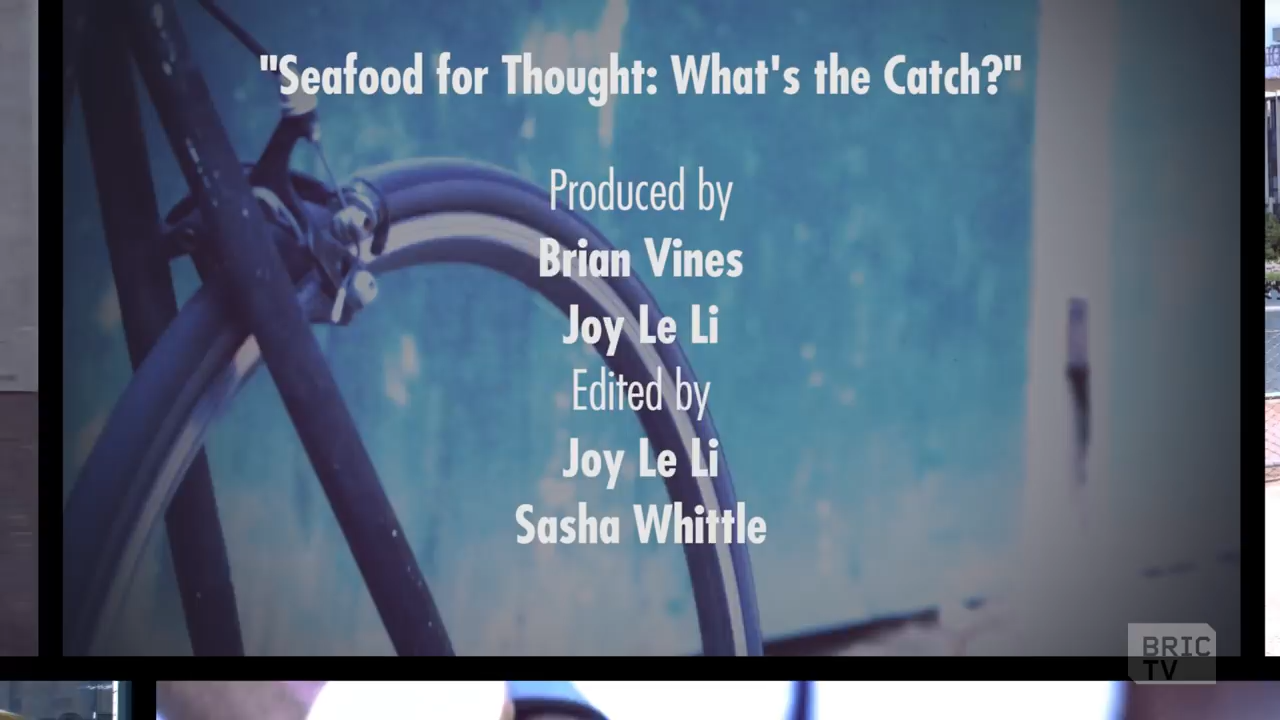 "Seafood for Thought: What's the Catch?"
Produced by
Brian Vines
Joy Le Li
Edited by
Joy Le Li
Sasha Whittle
BRIC
TV